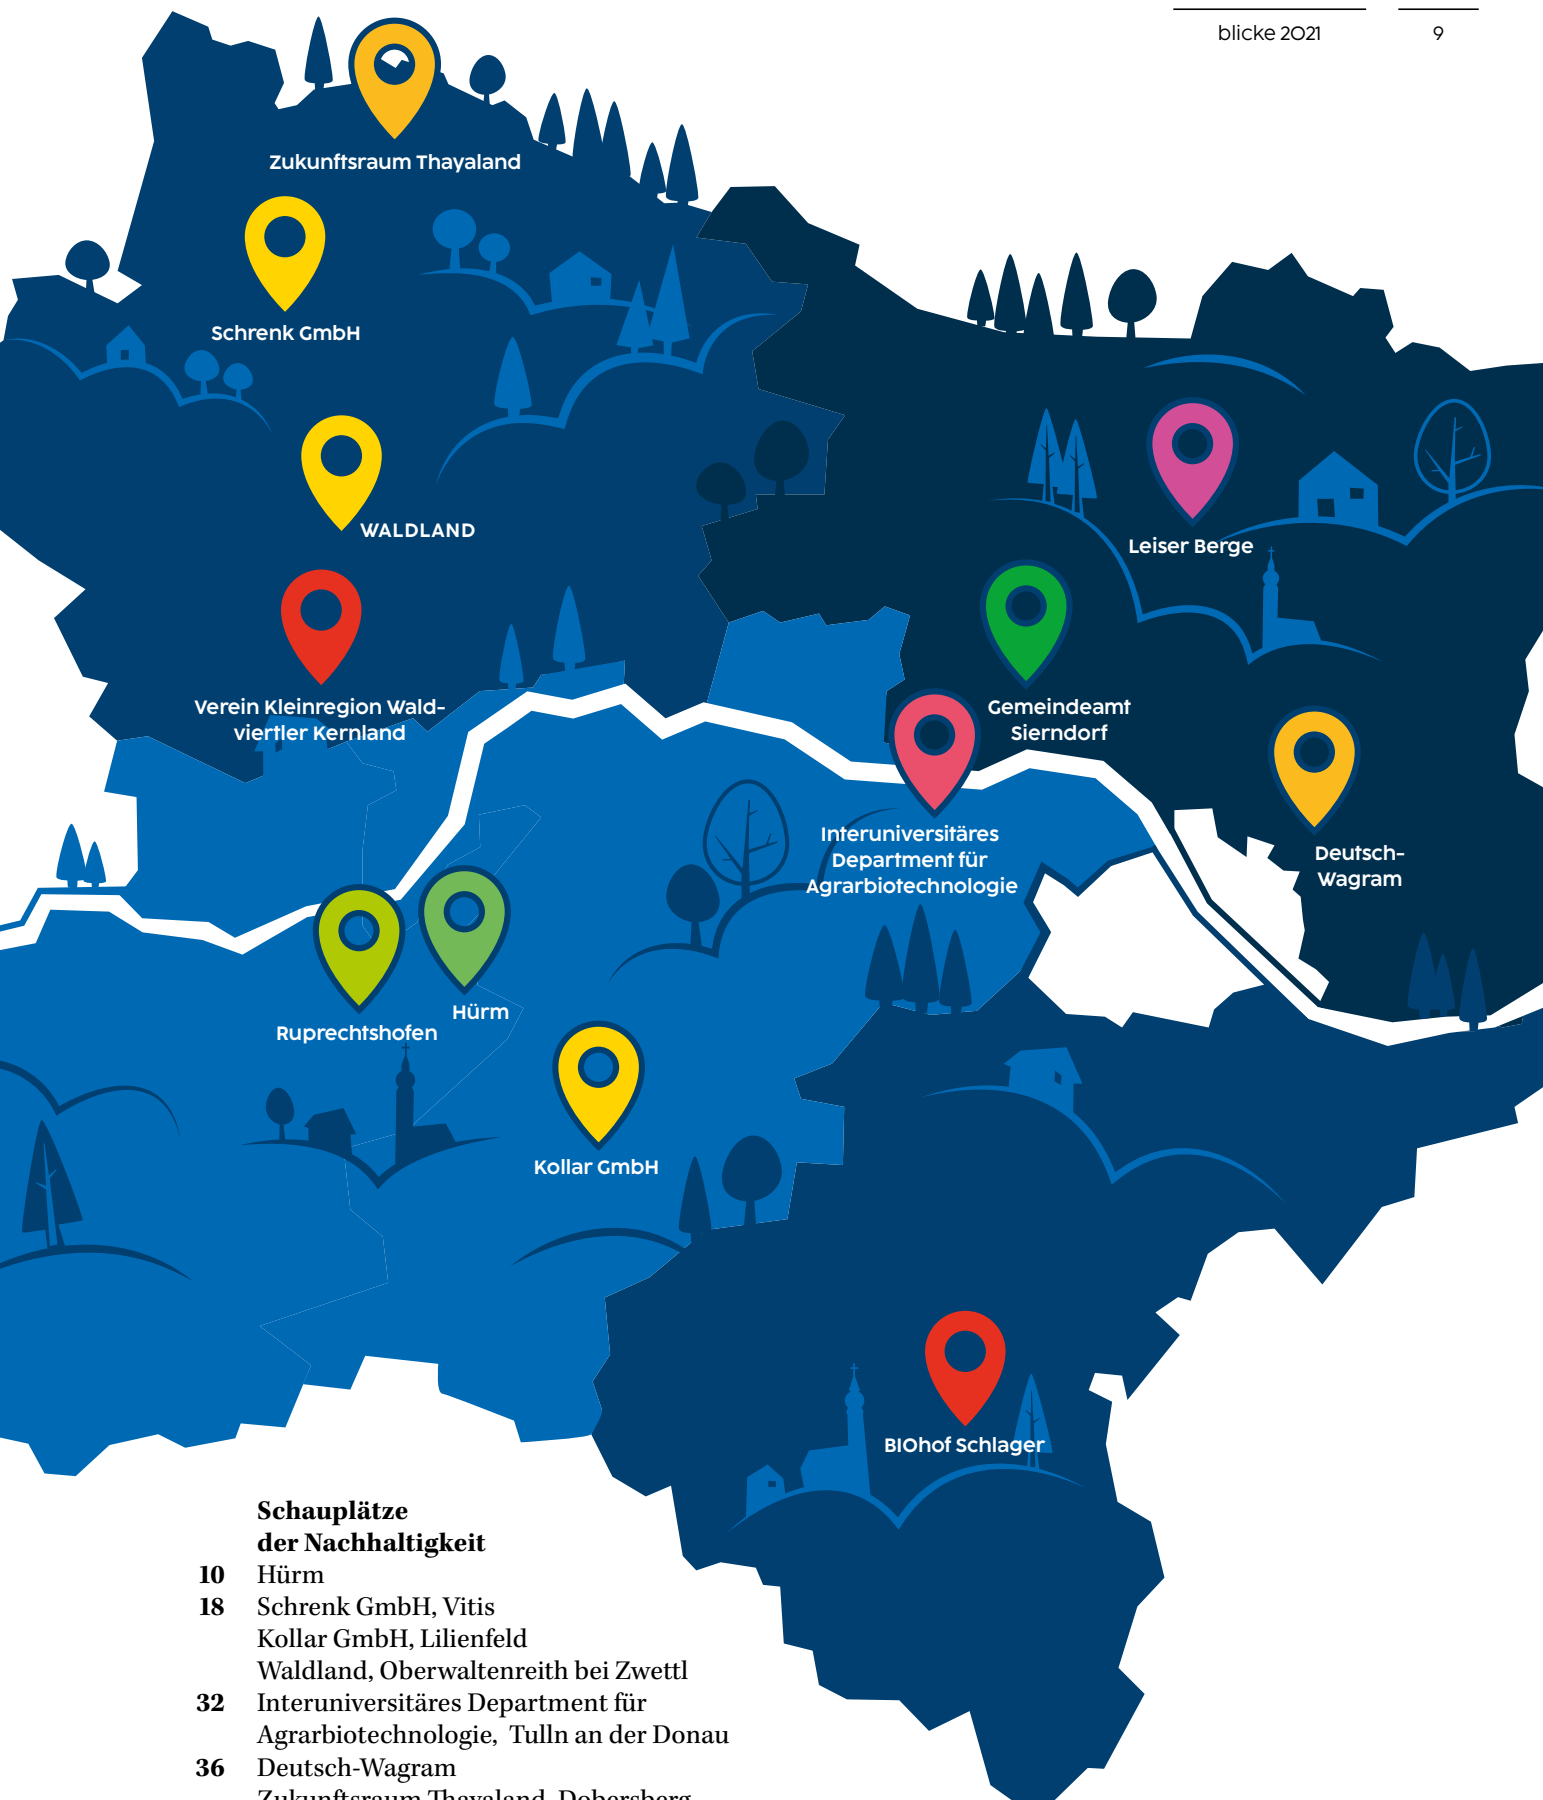 blicke 2021 9
Zukunftsraum Thayaland
Schrenk GmbH
WALDLAND
Leiser Berge
Verein Kleinregion Wald-
viertler Kernland
Gemeindeamt
Sierndorf
Interuniversitäres
Department für
Agrarbiotechnologie
Deutsch-
Wagram
Hürm
Ruprechtshofen
Kollar GmbH
BIOhof Schlager
Schauplätze
der Nachhaltigkeit
10 Hürm
18 Schrenk GmbH, Vitis
Kollar GmbH, Lilienfeld
Waldland, Oberwaltenreith bei Zwettl
32 Interuniversitäres Department für
Agrarbiotechnologie, Tulln an der Donau
36 Deutsch-Wagram
Zukunftsraum Thayaland, Dobersberg